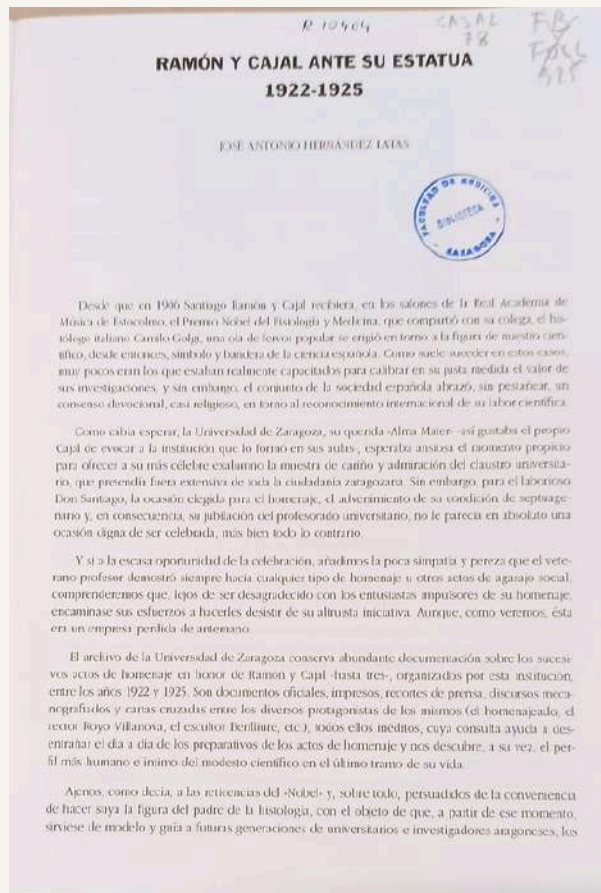 R 10404
CASAL
78
FB
RAMÓN Y CAJAL ANTE SU ESTATUA
1922-1925
JOSÉ ANTONIO HERNÁNDEZ LATAS
FACULTAD DE MEDICINA
BIBLIOTECA
ZARAGOZA
Desde que en 1906 Santiago Ramón y Cajal recibiera, en los salones de la Real Academia de
Música de Estocolmo, el Premio Nobel del Fisiología y Medicina, que compartió con su colega, el his-
tólogo italiano Camilo Golgi, una ola de fervor popular se erigió en torno a la figura de nuestro cien-
tífico, desde entonces, símbolo y bandera de la ciencia española. Como suele suceder en estos casos,
muy pocos eran los que estaban realmente capacitados para calibrar en su justa medida el valor de
sus investigaciones, y sin embargo, el conjunto de la sociedad española abrazó, sin pestañear, un
consenso devocional, casi religioso, en torno al reconocimiento internacional de su labor científica.
Como cabía esperar, la Universidad de Zaragoza, su querida «Alma Mater» -así gustaba el propio
Cajal de evocar a la institución que lo formó en sus aulas-, esperaba ansiosa el momento propicio
para ofrecer a su más célebre exalumno la muestra de cariño y admiración del claustro universita-
rio, que pretendía fuera extensiva de toda la ciudadanía zaragozana. Sin embargo, para el laborioso
Don Santiago, la ocasión elegida para el homenaje, el advenimiento de su condición de septuage-
nario y, en consecuencia, su jubilación del profesorado universitario, no le parecía en absoluto una
ocasión digna de ser celebrada, más bien todo lo contrario.
Y si a la escasa oportunidad de la celebración, añadimos la poca simpatía y pereza que el vete-
rano profesor demostró siempre hacia cualquier tipo de homenaje u otros actos de agasajo social,
comprenderemos que, lejos de ser desagradecido con los entusiastas impulsores de su homenaje,
encaminase sus esfuerzos a hacerles desistir de su altruista iniciativa. Aunque, como veremos, ésta
era un empresa perdida de antemano.
El archivo de la Universidad de Zaragoza conserva abundante documentación sobre los sucesi-
vos actos de homenaje en honor de Ramón y Cajal -hasta tres-, organizados por esta institución,
entre los años 1922 y 1925. Son documentos oficiales, impresos, recortes de prensa, discursos meca-
nografiados y cartas cruzadas entre los diversos protagonistas de los mismos (el homenajeado, el
rector Royo Villanova, el escultor Benlliure, etc.), todos ellos inéditos, cuya consulta ayuda a des-
entrañar el día a día de los preparativos de los actos de homenaje y nos descubre, a su vez, el per-
fil más humano e íntimo del modesto científico en el último tramo de su vida.
Ajenos, como decía, a las reticencias del «Nobel» y, sobre todo, persuadidos de la conveniencia
de hacer suya la figura del padre de la histología, con el objeto de que, a partir de ese momento,
sirviese de modelo y guía a futuras generaciones de universitarios e investigadores aragoneses, los